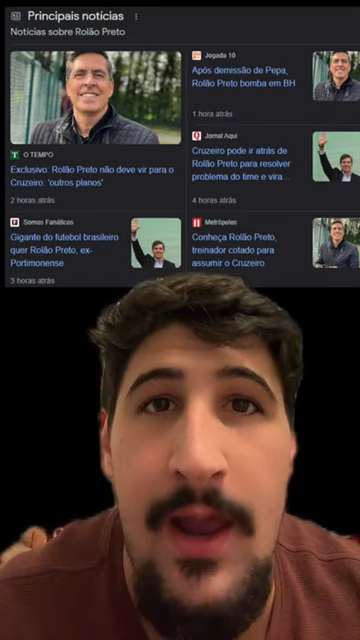 Principais notícias
Notícias sobre Rolão Preto
O TEMPO
Exclusivo: Rolão Preto não deve vir para o
Cruzeiro: 'outros planos'
2 horas atrás
Jogada 10
Após demissão de Pepa,
Rolão Preto bomba em BH
1 hora atrás
Jornal Aqui
Cruzeiro pode ir atrás de
Rolão Preto para resolver
problema do time e vira...
4 horas atrás
Somos Fanáticos
Gigante do futebol brasileiro
quer Rolão Preto, ex-
Portimonense
3 horas atrás
Metrópoles
Conheça Rolão Preto,
treinador cotado para
assumir o Cruzeiro